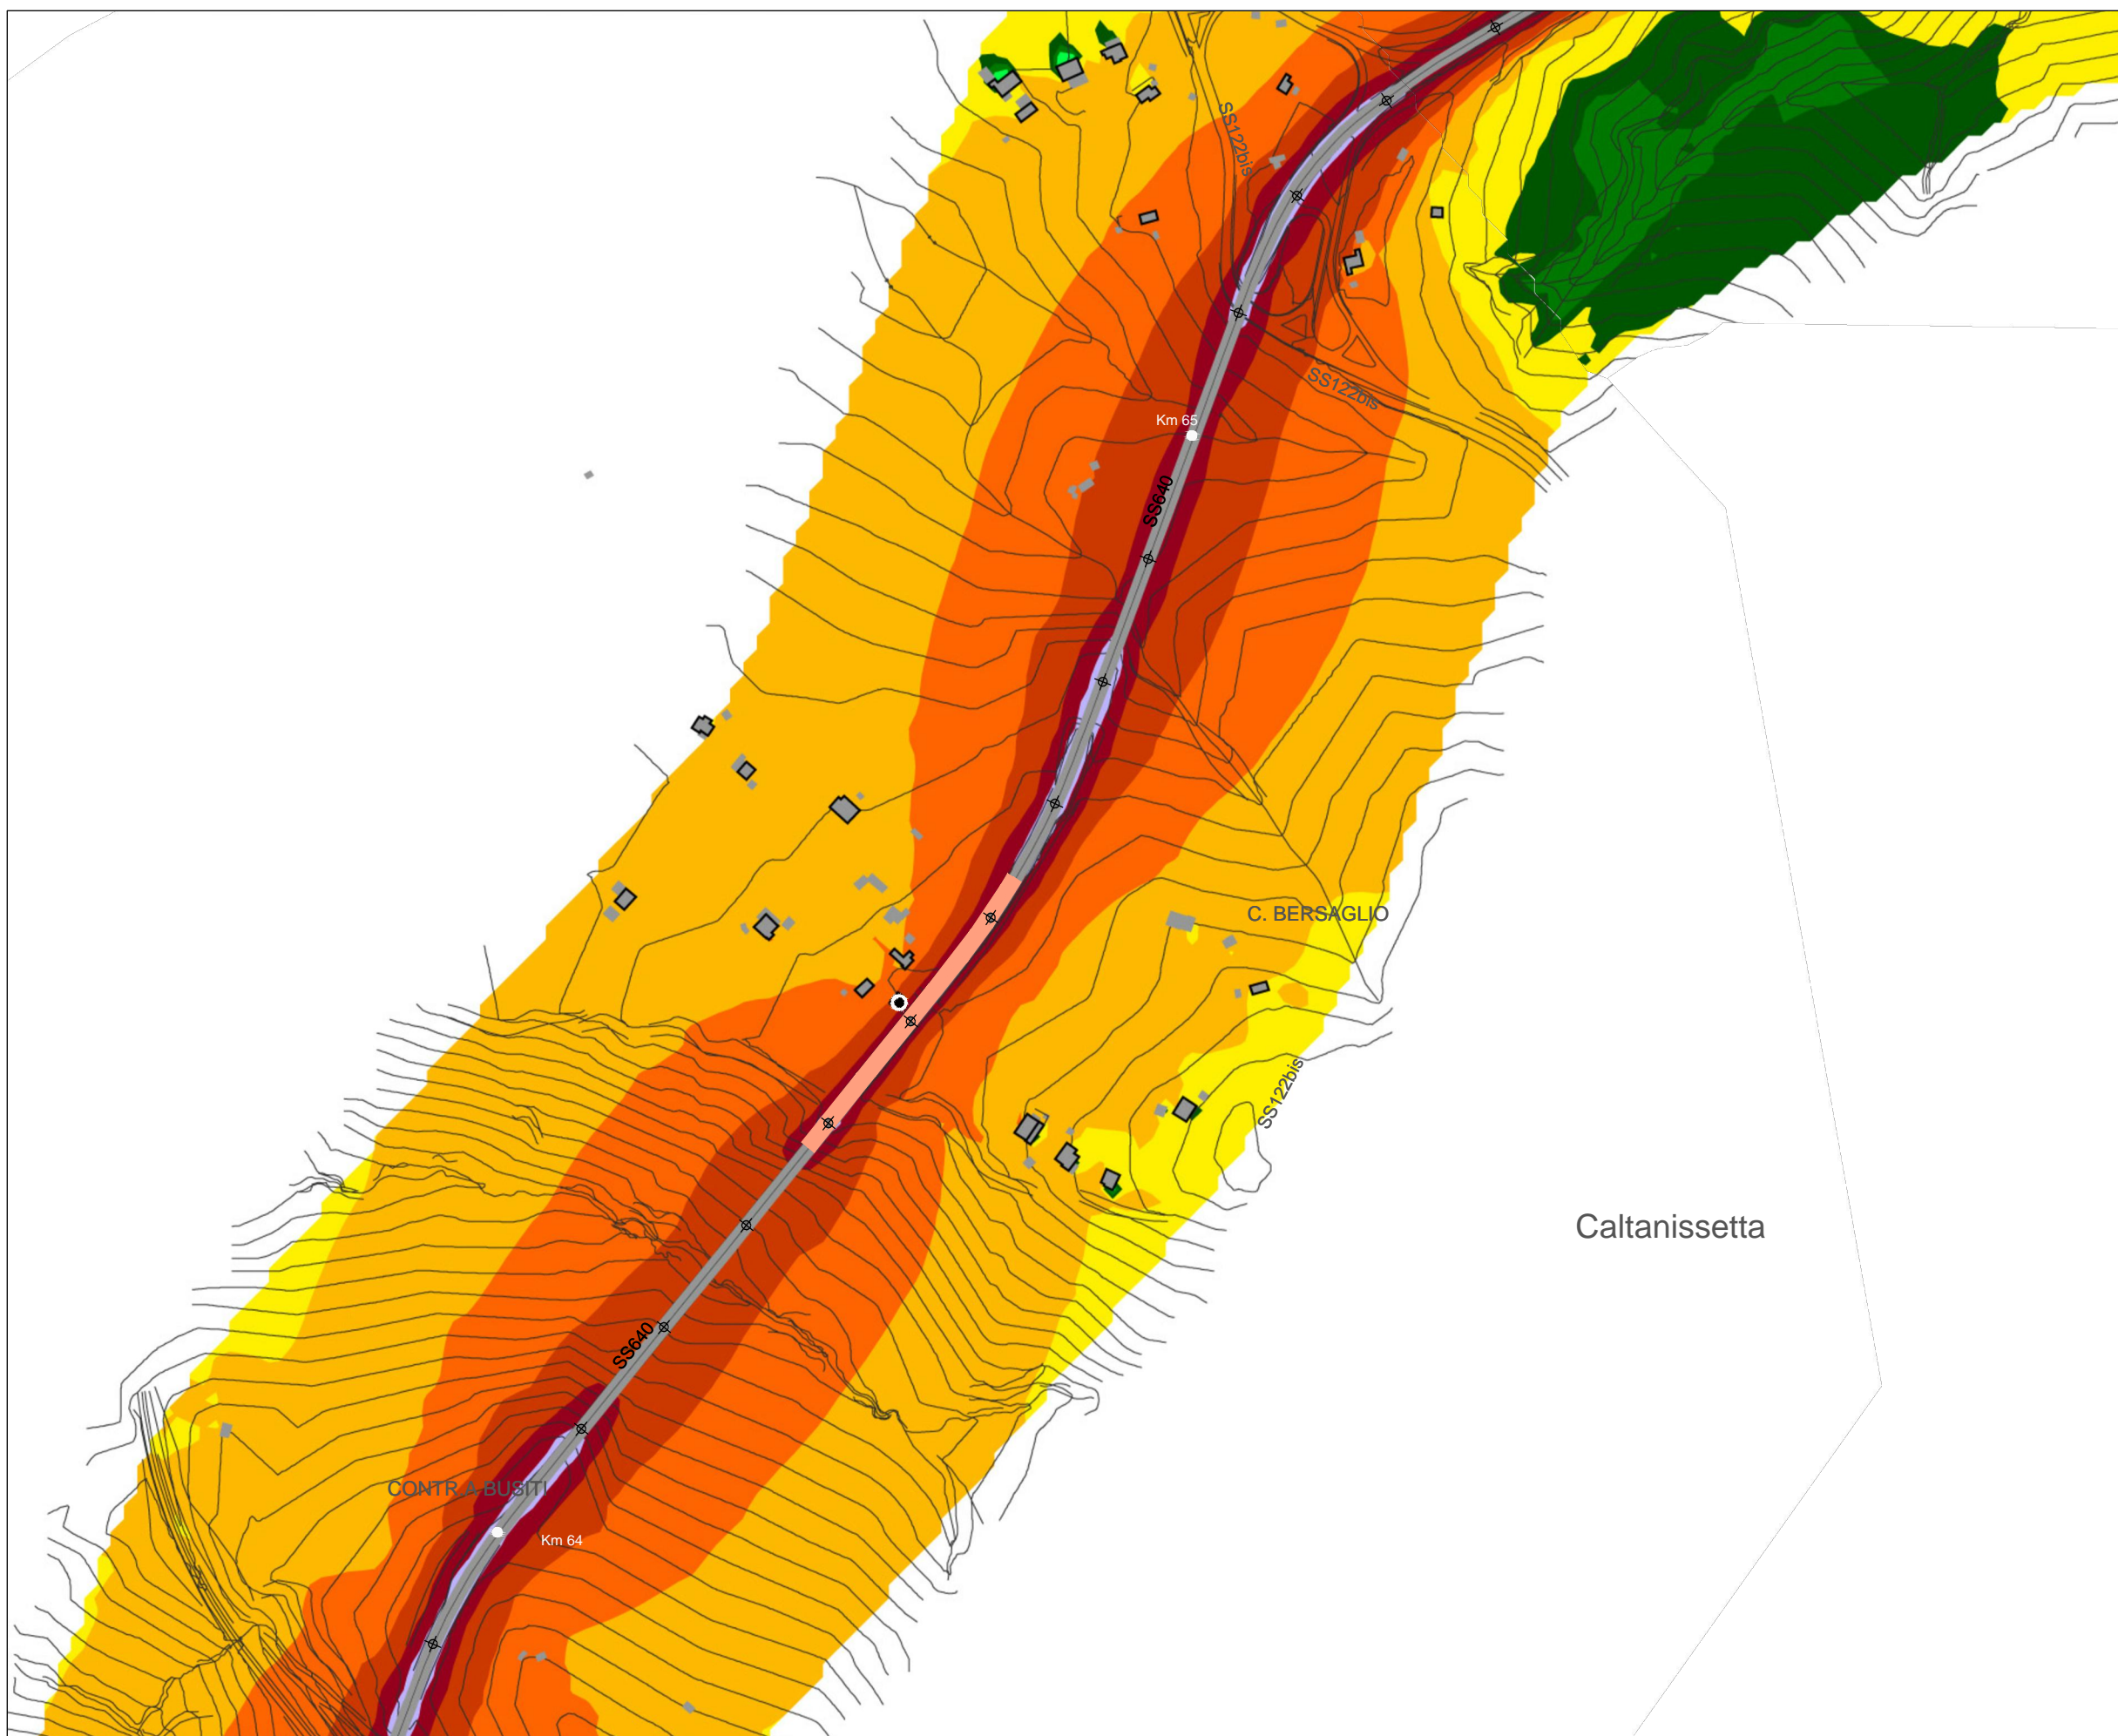 SS122bis
SS122bis
Km 65
SS640
C. BERSAGLIO
SS122bis
Caltanissetta
SS640
CONTR.A BUSITI
Km 64